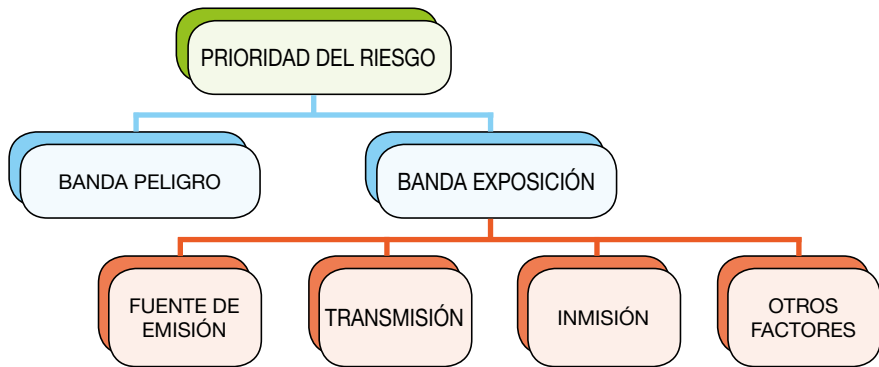 PRIORIDAD DEL RIESGO
BANDA PELIGRO
BANDA EXPOSICIÓN
FUENTE DE
EMISIÓN
TRANSMISIÓN
INMISIÓN
OTROS
FACTORES